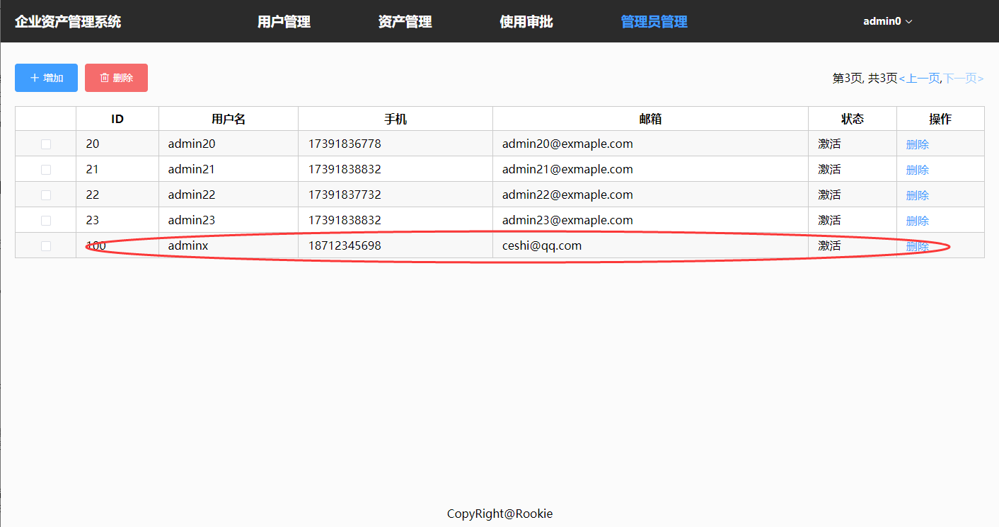 企业资产管理系统 用户管理 资产管理 使用审批 管理员管理 admin0
增加 删除 第3页, 共3页<上一页,下一页>
ID 用户名 手机 邮箱 状态 操作
20 admin20 17391836778 admin20@exmaple.com 激活 删除
21 admin21 17391838832 admin21@exmaple.com 激活 删除
22 admin22 17391837732 admin22@exmaple.com 激活 删除
23 admin23 17391838832 admin23@exmaple.com 激活 删除
100 adminx 18712345698 ceshi@qq.com 激活 删除
CopyRight@Rookie